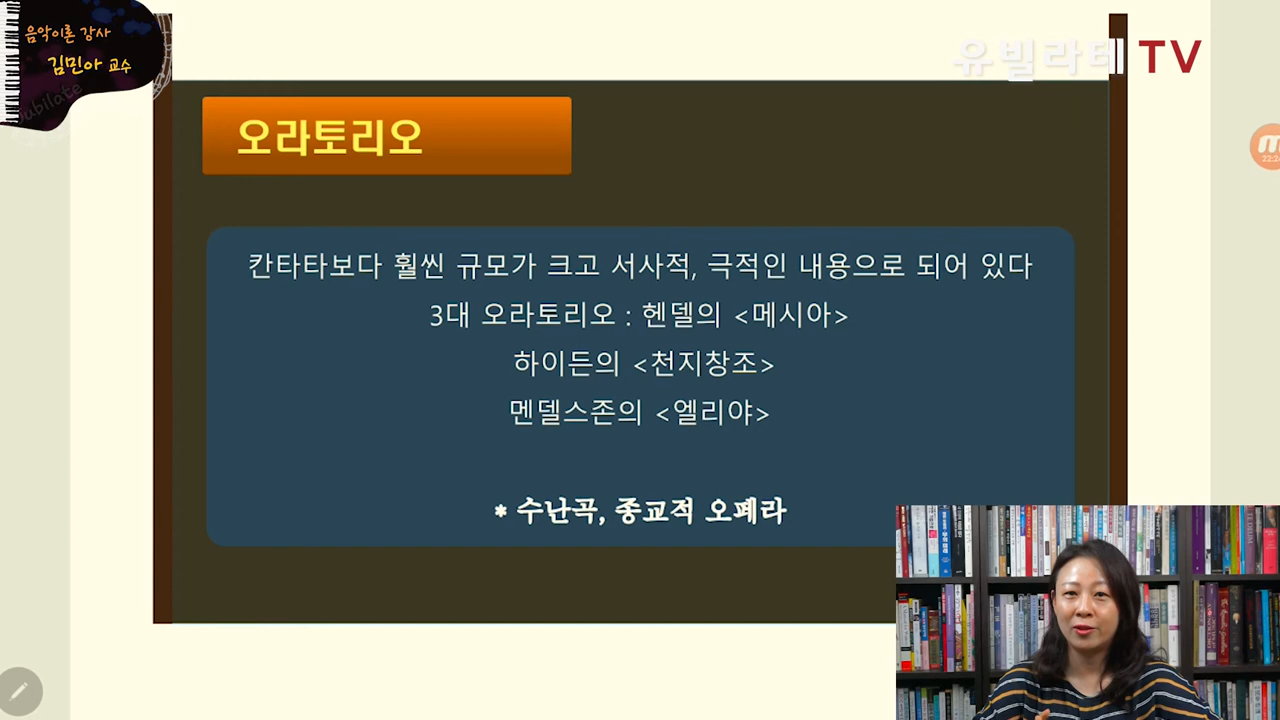 음악이론 강사
김민아 교수
Jubilate
유빌라테 TV
오라토리오
칸타타보다 훨씬 규모가 크고 서사적, 극적인 내용으로 되어 있다
3대 오라토리오 : 헨델의 <메시아>
하이든의 <천지창조>
멘델스존의 <엘리야>
* 수난곡, 종교적 오페라